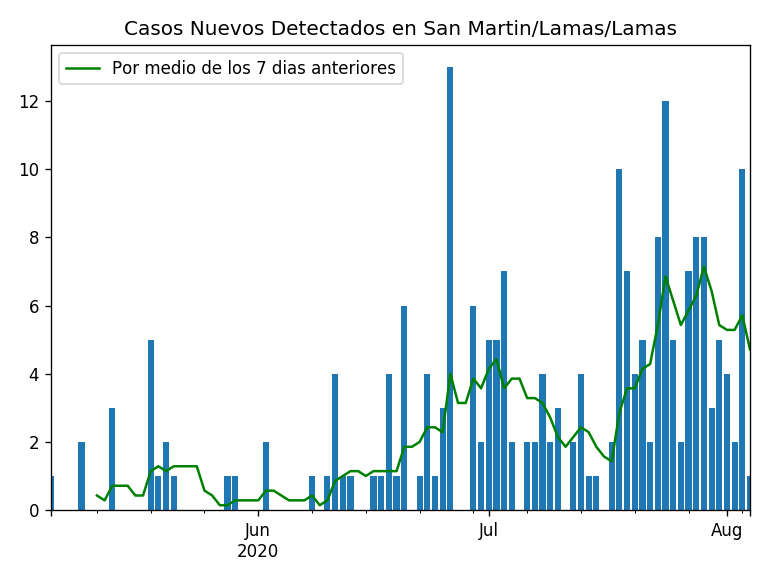 Casos Nuevos Detectados en San Martin/Lamas/Lamas
Por medio de los 7 dias anteriores
12
10
8
6
4
2
0
Jun
2020
Jul
Aug